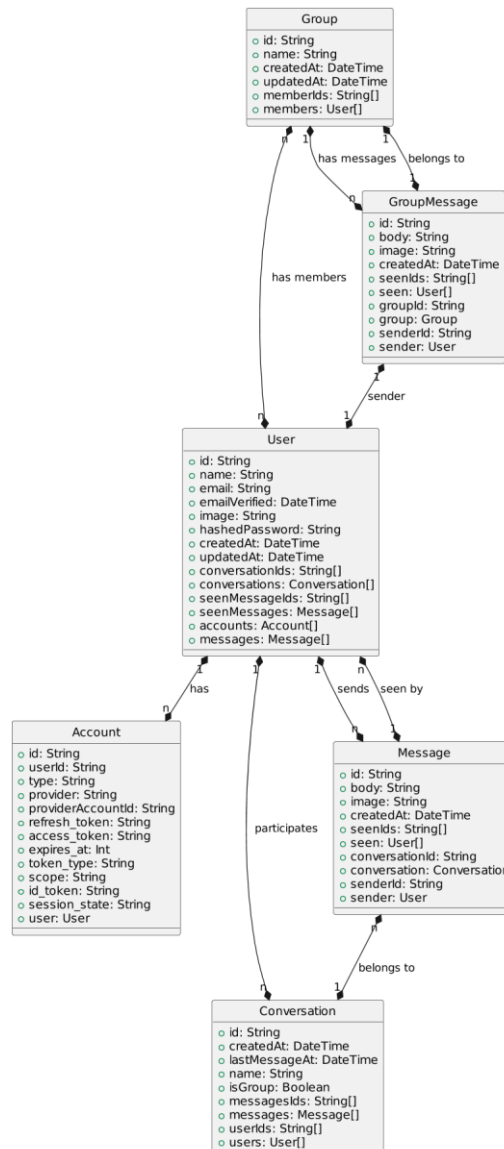 Group
id: String
name: String
createdAt: DateTime
updatedAt: DateTime
memberIds: String[]
members: User[]
n
1
has messages
1
belongs to
n
1
GroupMessage
id: String
body: String
image: String
createdAt: DateTime
seenIds: String[]
seen: User[]
groupId: String
group: Group
senderId: String
sender: User
has members
1
sender
n
1
User
id: String
name: String
email: String
emailVerified: DateTime
image: String
hashedPassword: String
createdAt: DateTime
updatedAt: DateTime
conversationIds: String[]
conversations: Conversation[]
seenMessageIds: String[]
seenMessages: Message[]
accounts: Account[]
messages: Message[]
1
has
1
1
sends
n
seen by
n
n
1
Account
id: String
userId: String
type: String
provider: String
providerAccountId: String
refresh_token: String
access_token: String
expires_at: Int
token_type: String
scope: String
id_token: String
session_state: String
user: User
participates
Message
id: String
body: String
image: String
createdAt: DateTime
seenIds: String[]
seen: User[]
conversationId: String
conversation: Conversation
senderId: String
sender: User
n
belongs to
n
1
Conversation
id: String
createdAt: DateTime
lastMessageAt: DateTime
name: String
isGroup: Boolean
messagesIds: String[]
messages: Message[]
userIds: String[]
users: User[]